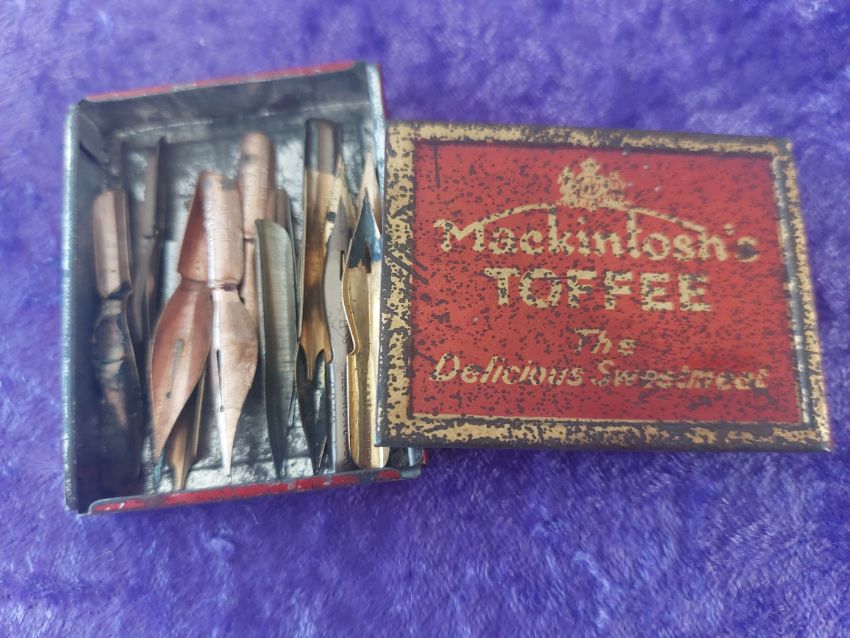 Mackintosh's
TOFFEE
The
Delicious Sweetmeat